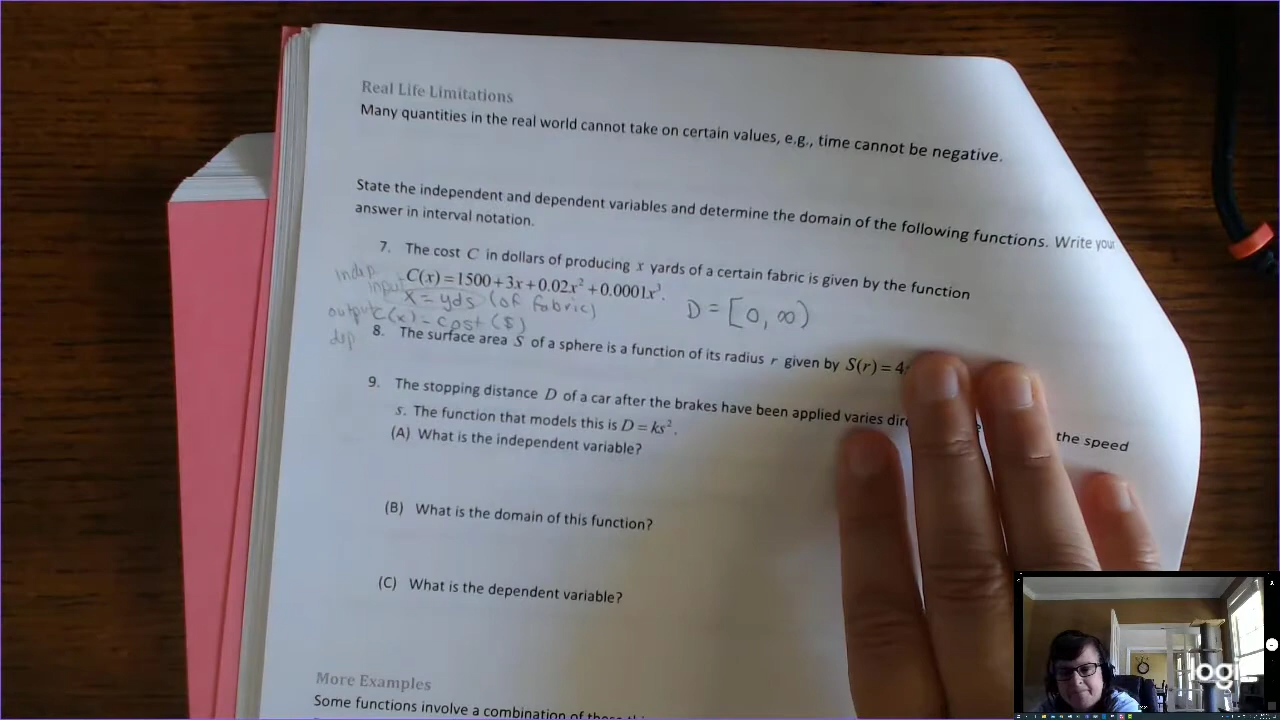 Real Life Limitations
Many quantities in the real world cannot take on certain values, e.g., time cannot be negative.
State the independent and dependent variables and determine the domain of the following functions. Write your
answer in interval notation.
7. The cost C in dollars of producing x yards of a certain fabric is given by the function
indep C(x) = 1500 + 3x + 0.02x² + 0.0001x³.
input x = yds (of fabric) D = [0, ∞)
output C(x) - cost ($)
dep 8. The surface area S of a sphere is a function of its radius r given by S(r) = 4
9. The stopping distance D of a car after the brakes have been applied varies the speed
s. The function that models this is D = ks².
(A) What is the independent variable?
(B) What is the domain of this function?
(C) What is the dependent variable?
More Examples
Some functions involve a combination of
logi